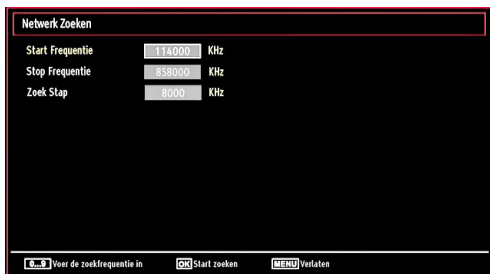 Netwerk Zoeken
Start Frequentie 114000 KHz
Stop Frequentie 858000 KHz
Zoek Stap 8000 KHz
0...9 Voer de zoekfrequentie in OK Start zoeken MENU Verlaten